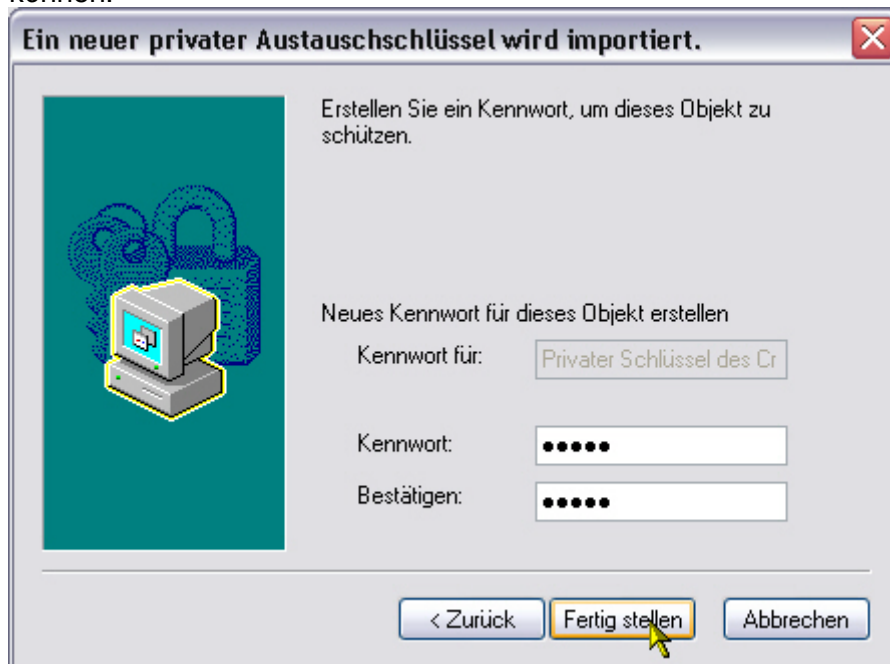 können.
Ein neuer privater Austauschschlüssel wird importiert.
Erstellen Sie ein Kennwort, um dieses Objekt zu
schützen.
Neues Kennwort für dieses Objekt erstellen
Kennwort für: Privater Schlüssel des Cr
Kennwort: •••••
Bestätigen: •••••
< Zurück Fertig stellen Abbrechen